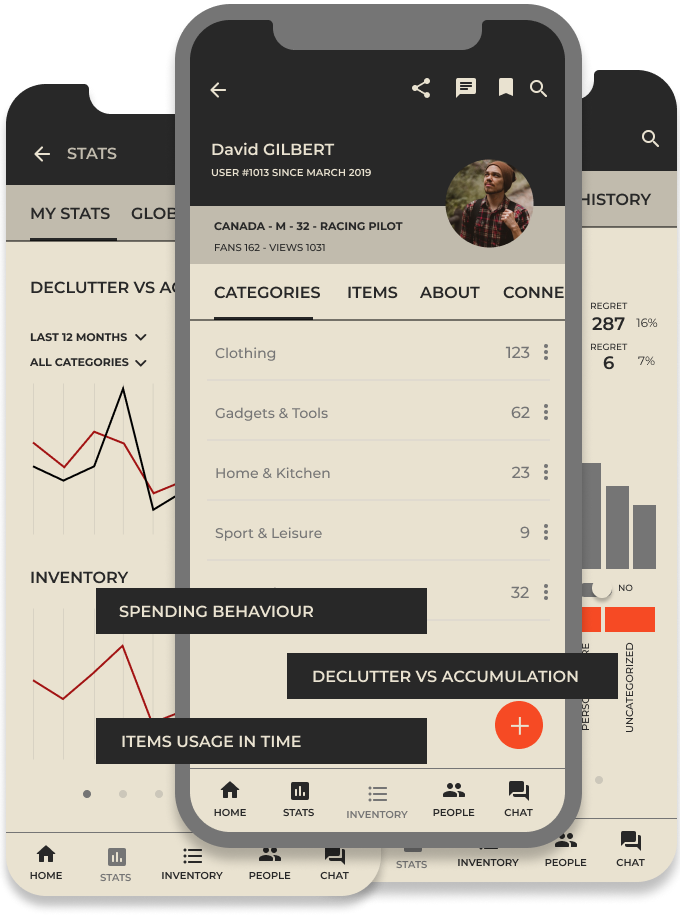 STATS
MY STATS GLOB
DECLUTTER VS AC
LAST 12 MONTHS
ALL CATEGORIES
INVENTORY
HOME STATS INVENTORY PEOPLE CHAT
David GILBERT
USER #1013 SINCE MARCH 2019
CANADA - M - 32 - RACING PILOT
FANS 162 - VIEWS 1031
CATEGORIES ITEMS ABOUT CONNE
Clothing 123
Gadgets & Tools 62
Home & Kitchen 23
Sport & Leisure 9
32
SPENDING BEHAVIOUR
DECLUTTER VS ACCUMULATION
ITEMS USAGE IN TIME
HOME STATS INVENTORY PEOPLE CHAT
HISTORY
REGRET
287 16%
REGRET
6 7%
NO
UNCATEGORIZED
STATS INVENTORY PEOPLE CHAT